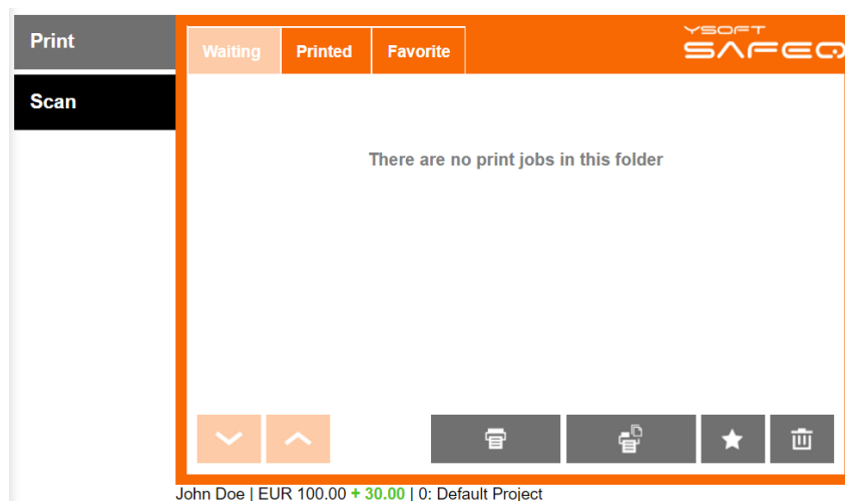 Print
Scan
Waiting
Printed
Favorite
YSOFT
SAFEQ
There are no print jobs in this folder
John Doe | EUR 100.00 + 30.00 | 0: Default Project